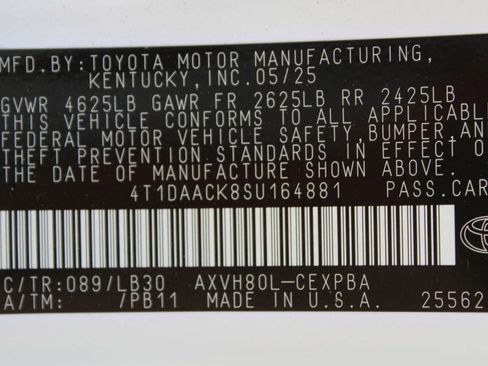 MFD.BY:TOYOTA MOTOR MANUFACTURING,
KENTUCKY,INC.05/25
GVWR 4625LB GAWR FR 2625LB RR 2425LB
THIS VEHICLE CONFORMS TO ALL APPLICABLE
FEDERAL MOTOR VEHICLE SAFETY,BUMPER,AN
THEFT PREVENTION STANDARDS IN EFFECT O
THE DATE OF MANUFACTURE SHOWN ABOVE.
4T1DAACK8SU164881 PASS.CAR
C/TR:089/LB30 AXVH80L-CEXPBA
A/TM: /PB11 MADE IN U.S.A. 25562